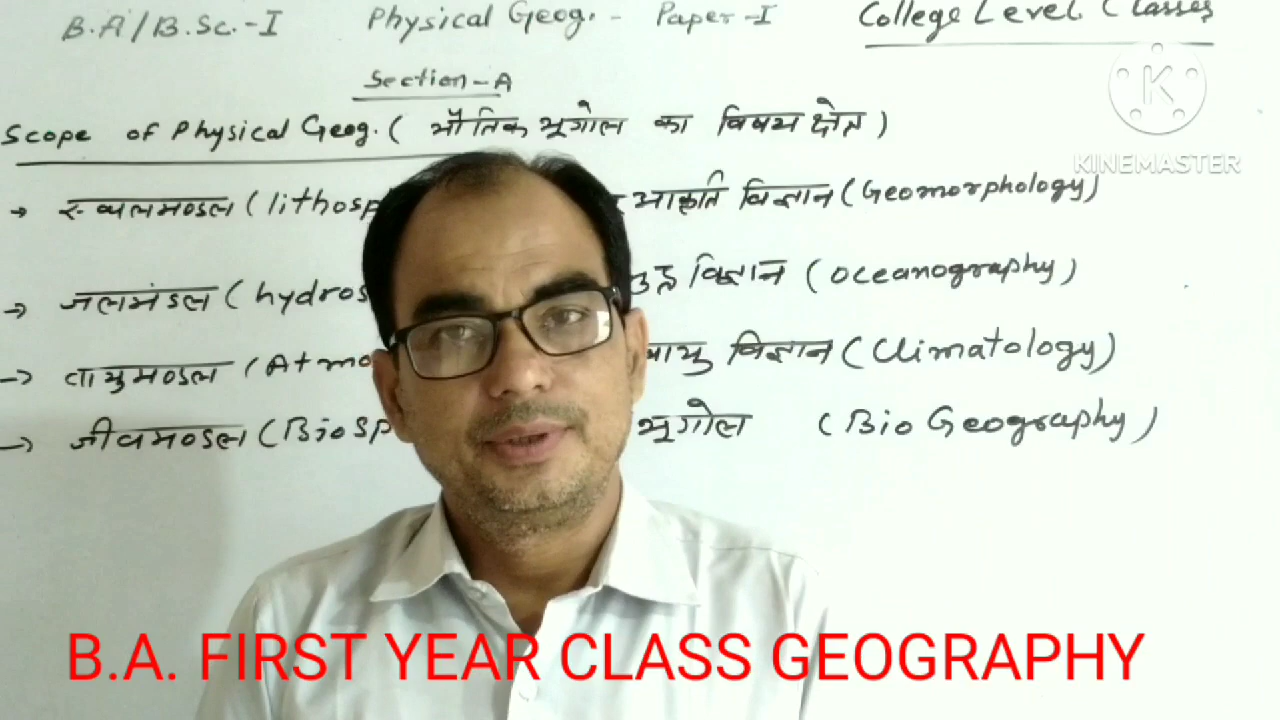 B.A/B.Sc.-I Physical Geog. - Paper-I College Level Classes
Section-A
Scope of Physical Geog. ( भौतिक भूगोल का विषय क्षेत्र )
→ स्थलमण्डल (lithosp आकृति विज्ञान (Geomorphology)
→ जलमंडल (hydros विज्ञान (Oceanography)
→ वायुमण्डल (Atmo वायु विज्ञान (Climatology)
→ जीवमण्डल (Biosp भूगोल (Bio Geography)
KINEMASTER
B.A. FIRST YEAR CLASS GEOGRAPHY